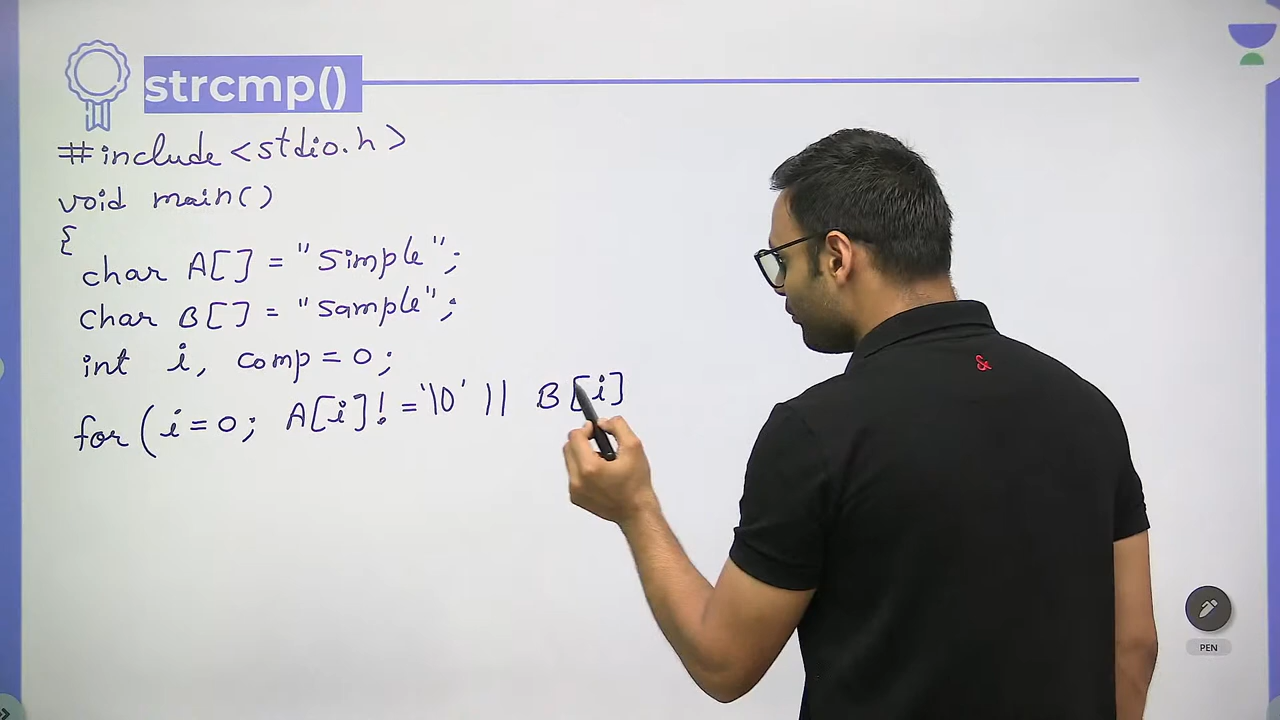 strcmp()
#include <stdio.h>
void main()
{
char A[] = "Simple";
char B[] = "Sample";
int i, comp = 0;
for (i = 0; A[i] != '\0' || B[i]
PEN